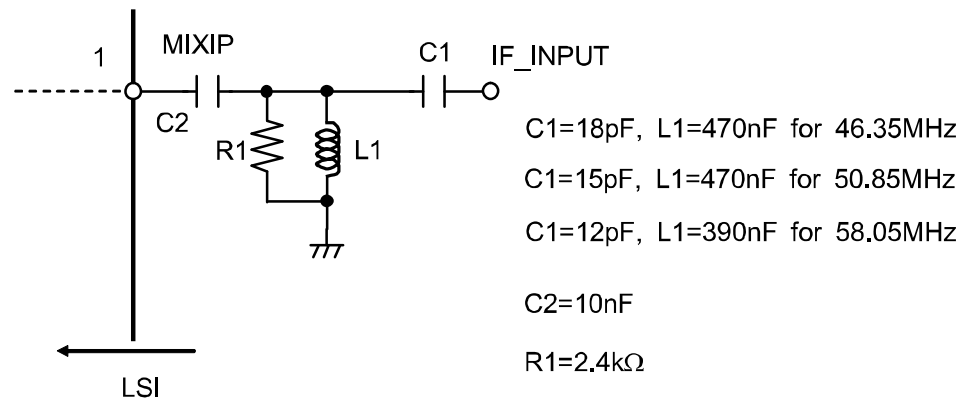 1
MIXIP
C1
IF_INPUT
C2
R1
L1
C1=18pF, L1=470nF for 46.35MHz
C1=15pF, L1=470nF for 50.85MHz
C1=12pF, L1=390nF for 58.05MHz
C2=10nF
R1=2.4kΩ
LSI